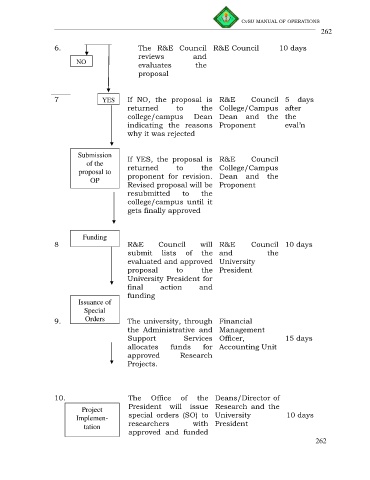 CvSU MANUAL OF OPERATIONS
262
6. The R&E Council R&E Council 10 days
reviews and
NO
evaluates the
proposal
7 YES If NO, the proposal is R&E Council 5 days
returned to the College/Campus after
college/campus Dean Dean and the the
indicating the reasons Proponent eval’n
why it was rejected
Submission
of the
proposal to
OP
If YES, the proposal is R&E Council
returned to the College/Campus
proponent for revision. Dean and the
Revised proposal will be Proponent
resubmitted to the
college/campus until it
gets finally approved
Funding
8 R&E Council will R&E Council 10 days
submit lists of the and the
evaluated and approved University
proposal to the President
University President for
final action and
funding
Issuance of
Special
Orders
9. The university, through Financial
the Administrative and Management
Support Services Officer, 15 days
allocates funds for Accounting Unit
approved Research
Projects.
10. The Office of the Deans/Director of
President will issue Research and the
special orders (SO) to University 10 days
researchers with President
approved and funded
Project
Implemen-
tation
262